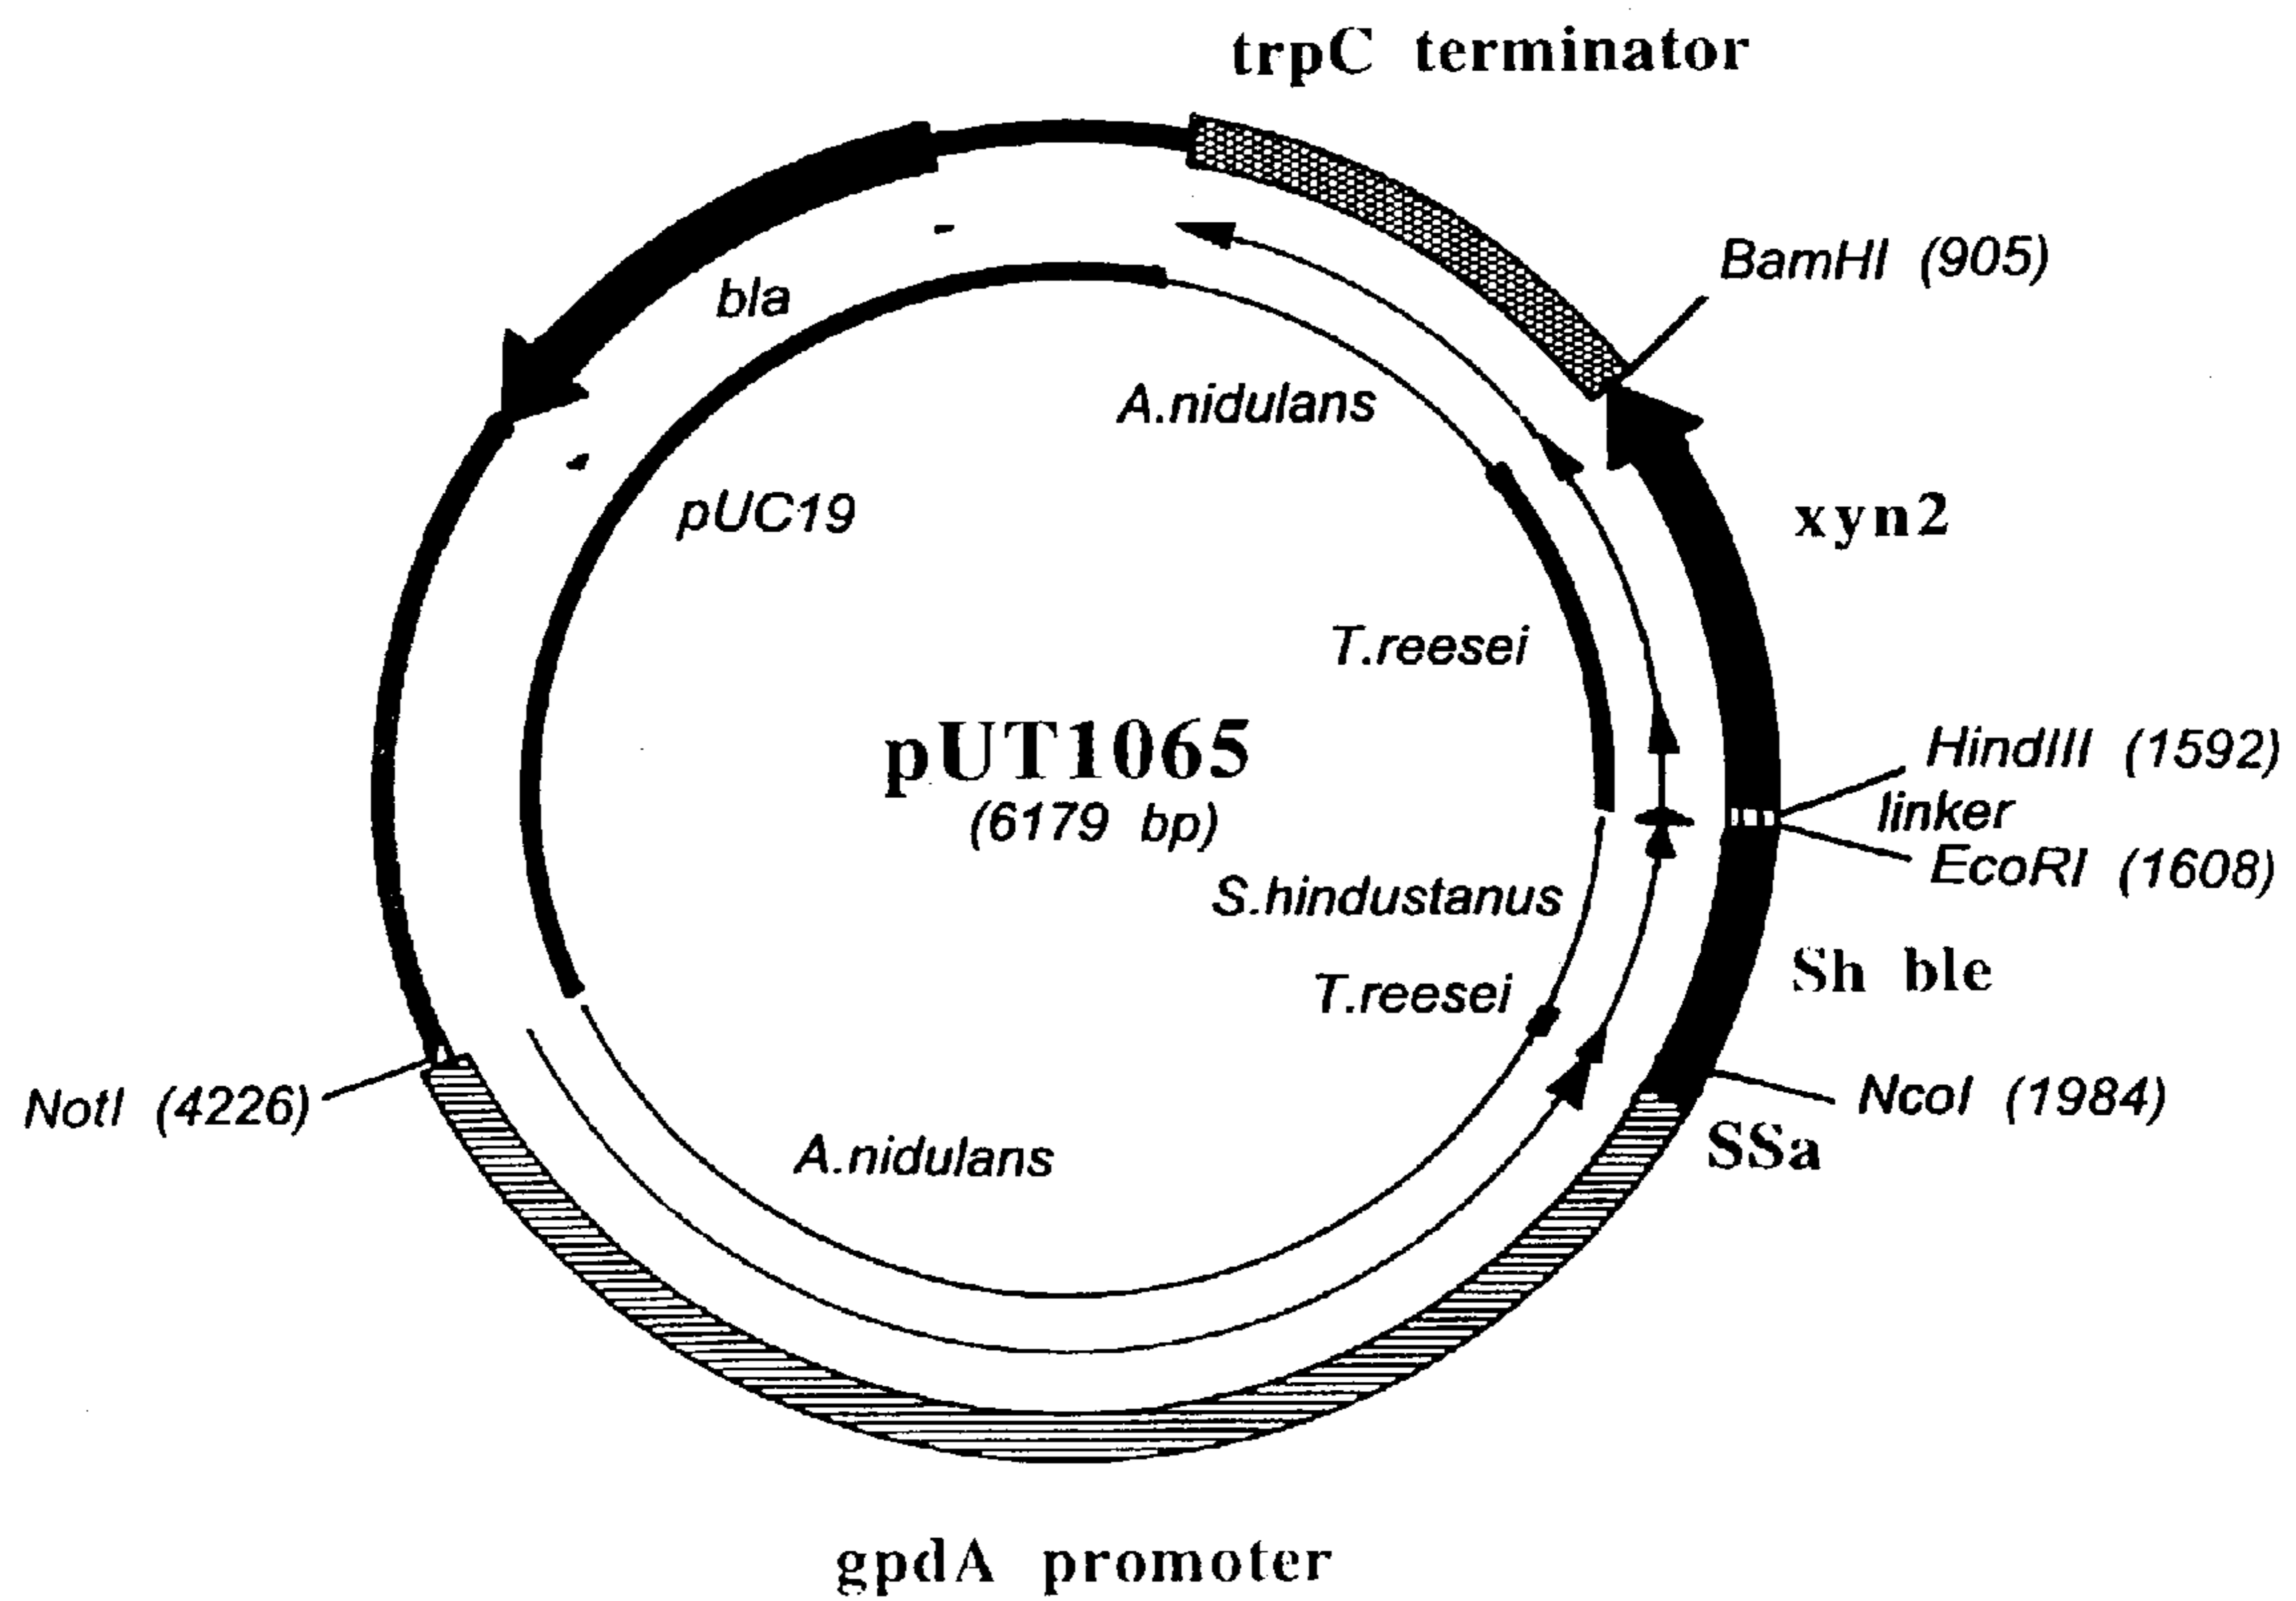 trpC terminator
BamHI (905)
bla
A.nidulans
pUC19
xyn2
T.reesei
pUT1065
(6179 bp)
HindIII (1592)
linker
EcoRI (1608)
S.hindustanus
Sh ble
T.reesei
NotI (4226)
NcoI (1984)
A.nidulans
SSa
gpdA promoter